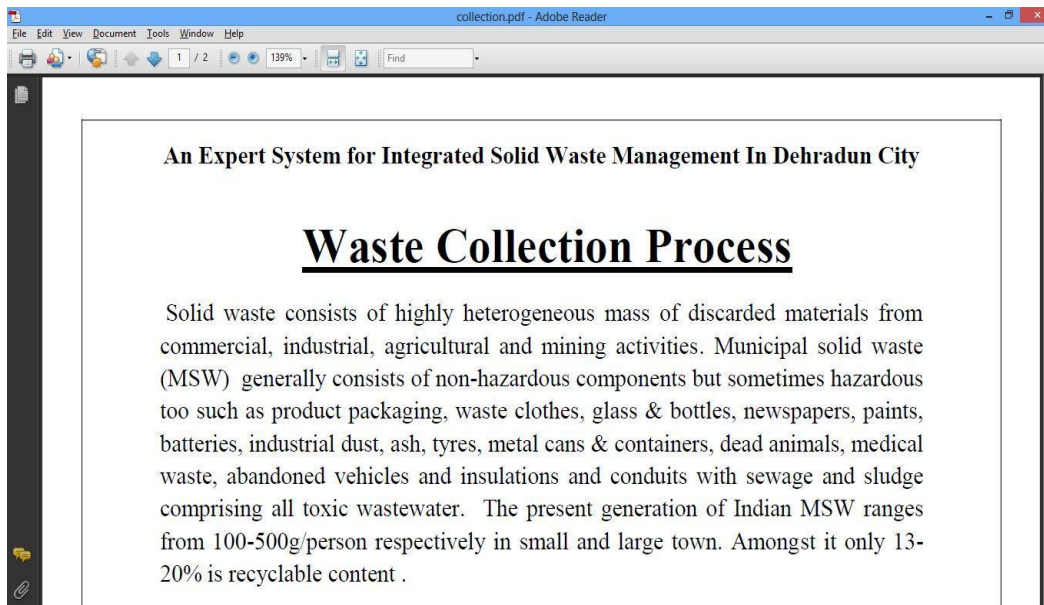 collection.pdf - Adobe Reader
File Edit View Document Tools Window Help
1 / 2 139% Find
An Expert System for Integrated Solid Waste Management In Dehradun City
Waste Collection Process
Solid waste consists of highly heterogeneous mass of discarded materials from
commercial, industrial, agricultural and mining activities. Municipal solid waste
(MSW) generally consists of non-hazardous components but sometimes hazardous
too such as product packaging, waste clothes, glass & bottles, newspapers, paints,
batteries, industrial dust, ash, tyres, metal cans & containers, dead animals, medical
waste, abandoned vehicles and insulations and conduits with sewage and sludge
comprising all toxic wastewater. The present generation of Indian MSW ranges
from 100-500g/person respectively in small and large town. Amongst it only 13-
20% is recyclable content .